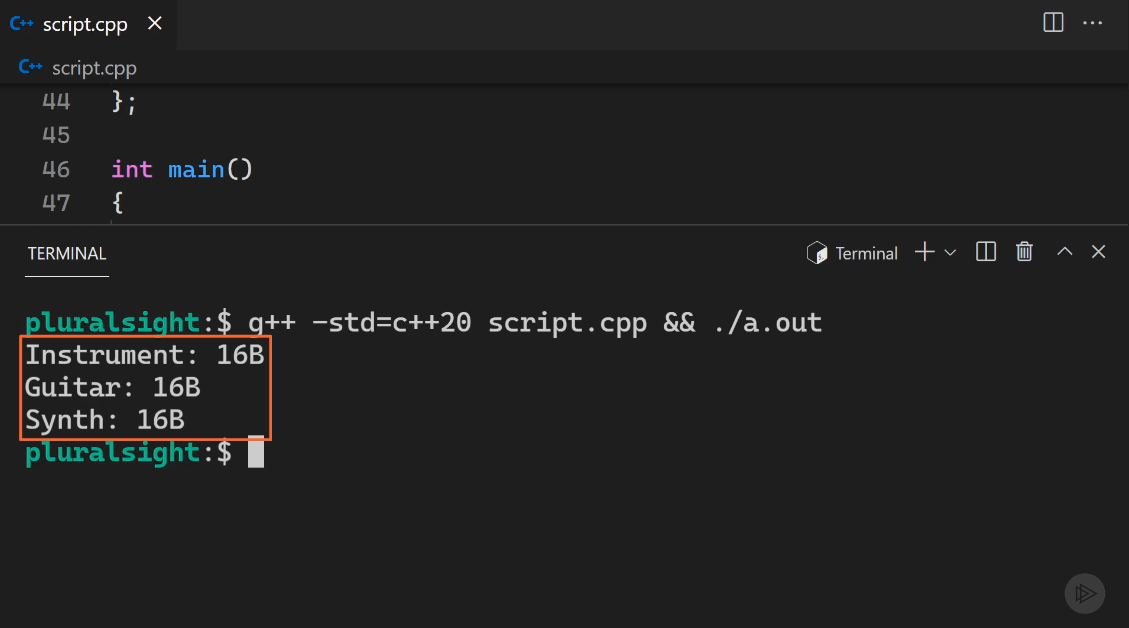 C++ script.cpp
C++ script.cpp
44 };
45
46 int main()
47 {
TERMINAL
Terminal
pluralsight:$ g++ -std=c++20 script.cpp && ./a.out
Instrument: 16B
Guitar: 16B
Synth: 16B
pluralsight:$